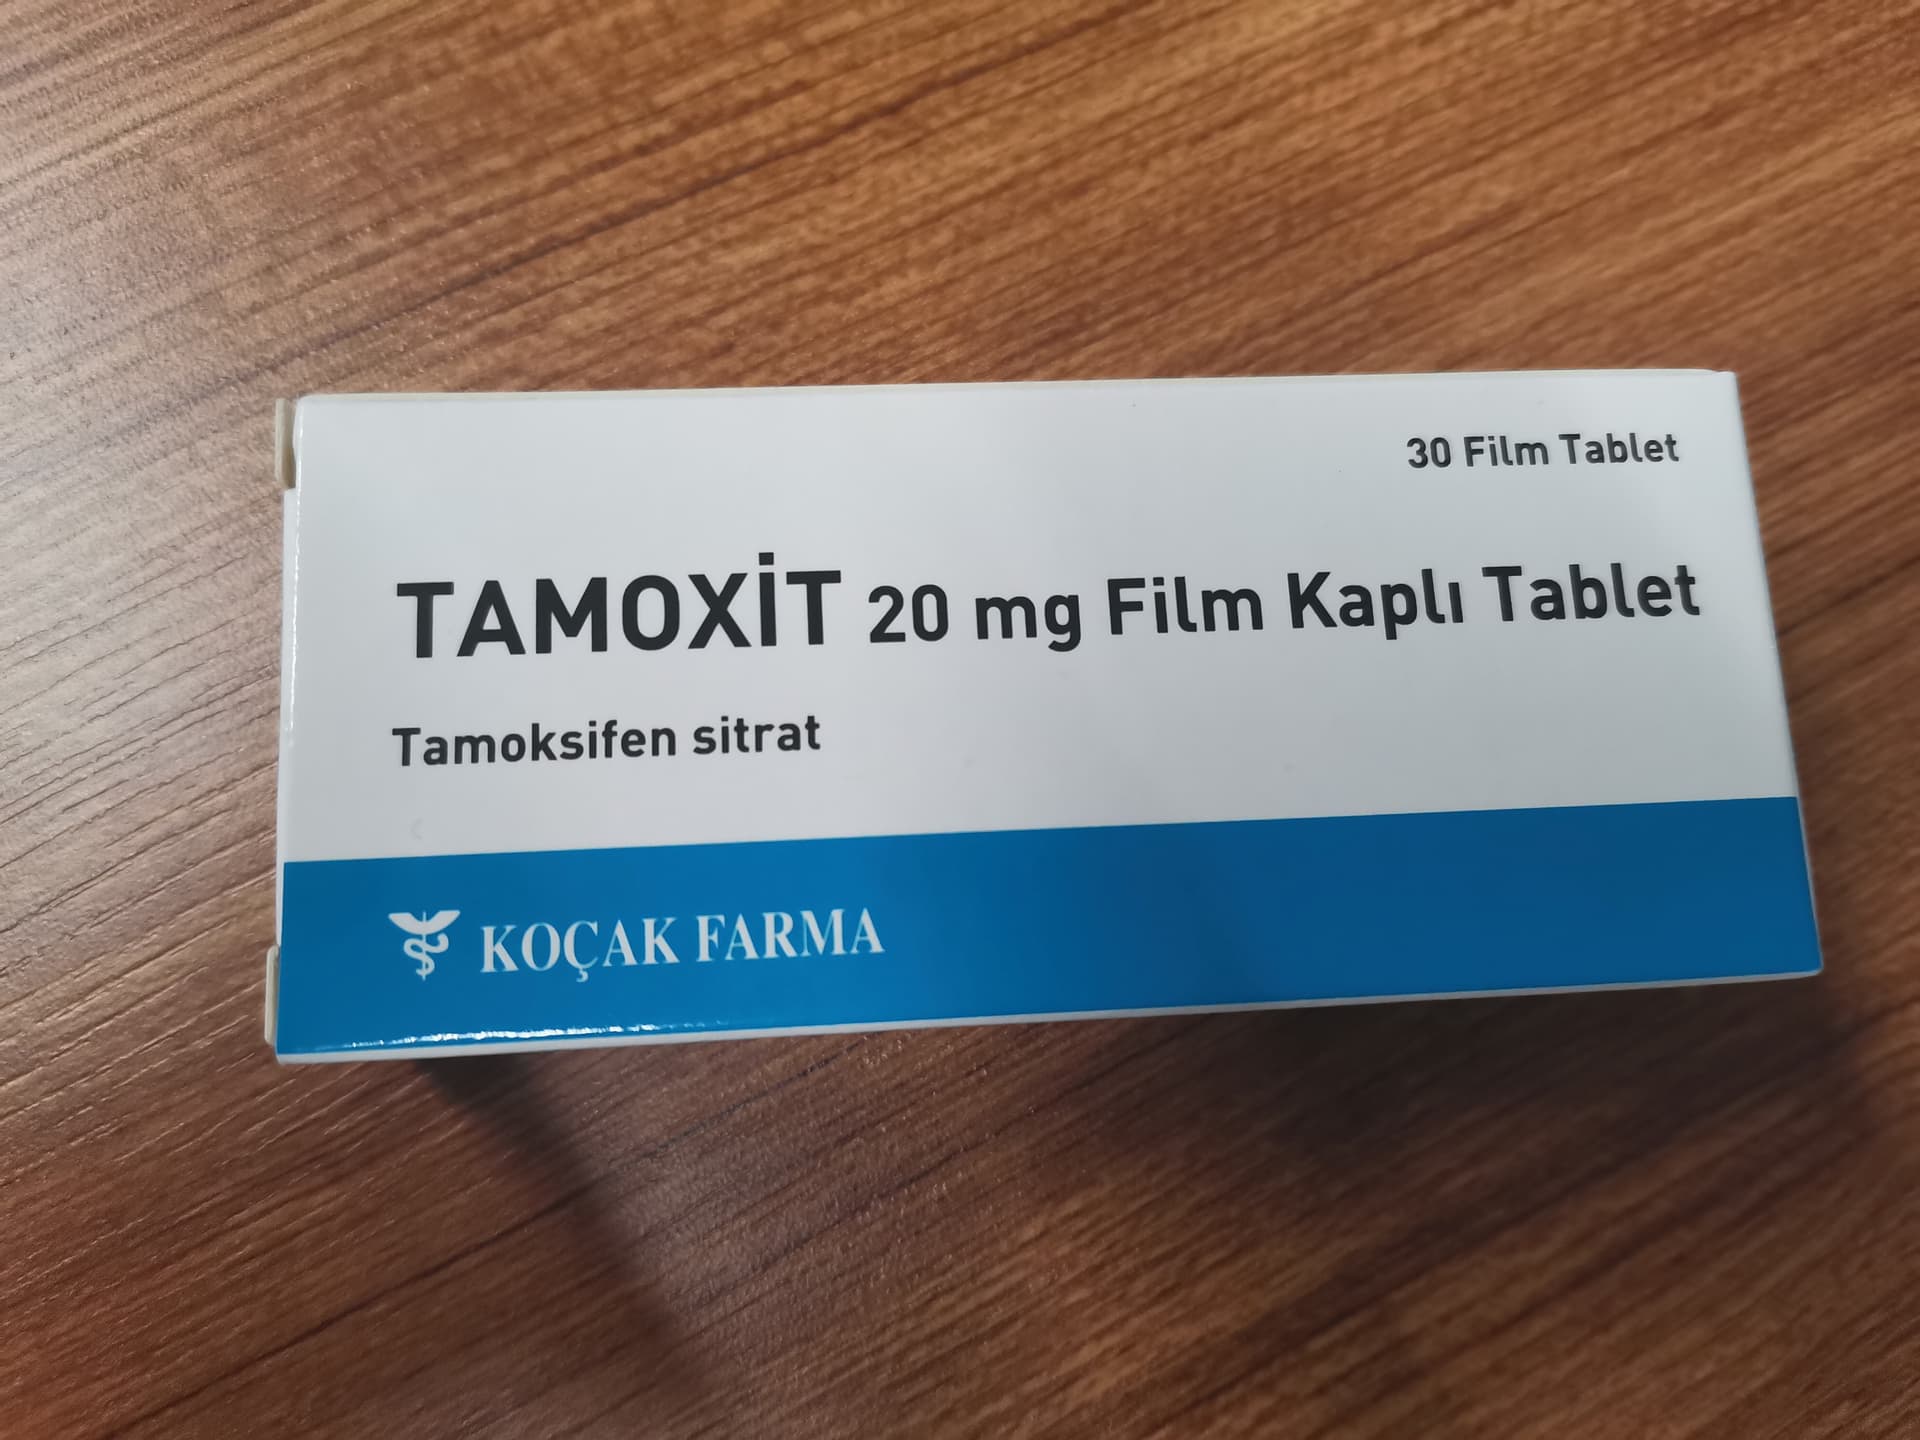 30 Film Tablet
TAMOXİT 20 mg Film Kaplı Tablet
Tamoksifen sitrat
KOÇAK FARMA